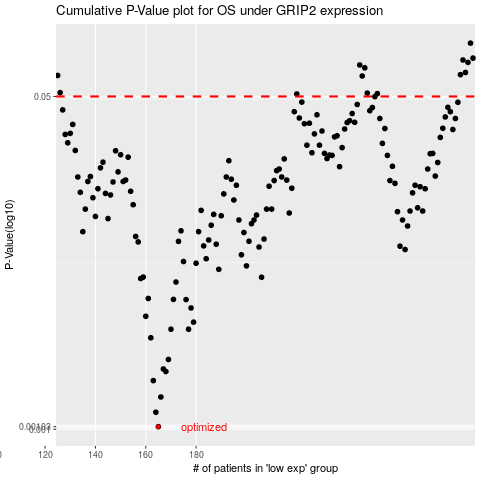 Cumulative P-Value plot for OS under GRIP2 expression
P-Value(log10)
0.05
optimized
0
120
140
160
180
# of patients in 'low exp' group